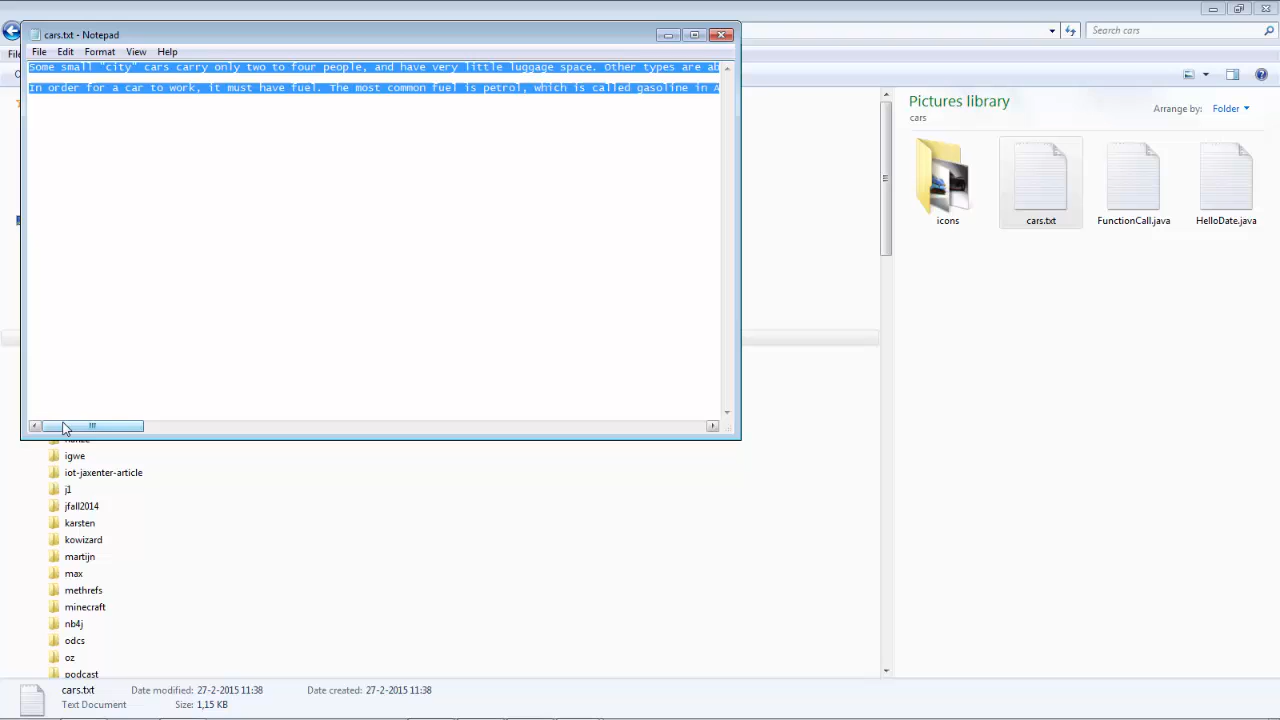 cars.txt - Notepad
File Edit Format View Help
Some small "city" cars carry only two to four people, and have very little luggage space. Other types are ab
In order for a car to work, it must have fuel. The most common fuel is petrol, which is called gasoline in A
Search cars
Pictures library
cars
Arrange by: Folder
icons
cars.txt
FunctionCall.java
HelloDate.java
igwe
iot-jaxenter-article
j1
jfall2014
karsten
kowizard
martijn
max
methrefs
minecraft
nb4j
odcs
oz
podcast
cars.txt Date modified: 27-2-2015 11:38 Date created: 27-2-2015 11:38
Text Document Size: 1,15 KB